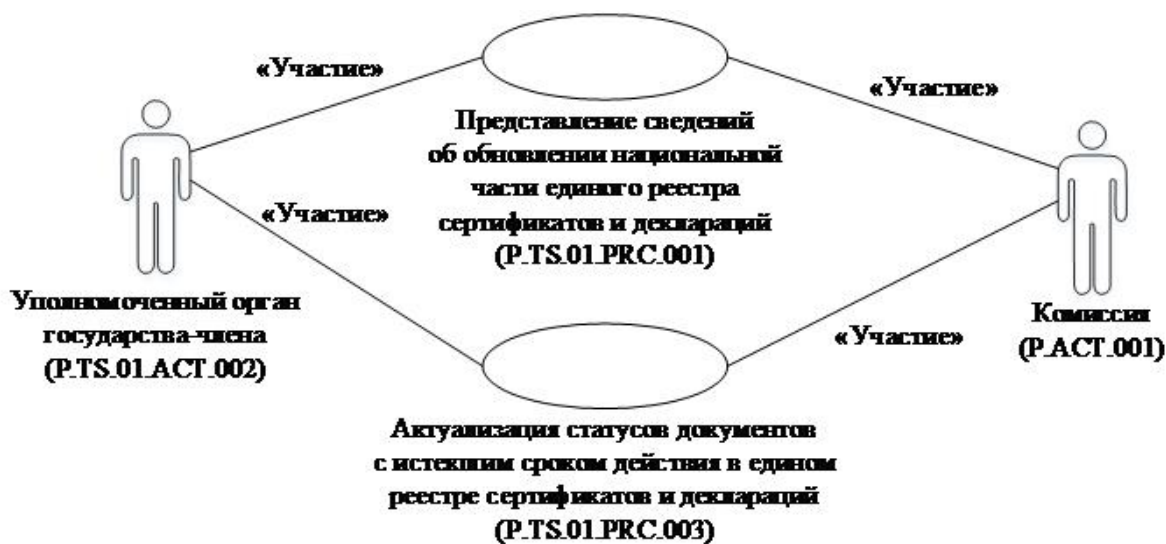 «Участие»
«Участие»
Представление сведений
об обновлении национальной
части единого реестра
сертификатов и деклараций
(P.TS.01.PRC.001)
«Участие»
Уполномоченный орган
государства-члена
(P.TS.01.ACT.002)
Комиссия
(P.ACT.001)
«Участие»
Актуализация статусов документов
с истекшим сроком действия в едином
реестре сертификатов и деклараций
(P.TS.01.PRC.003)